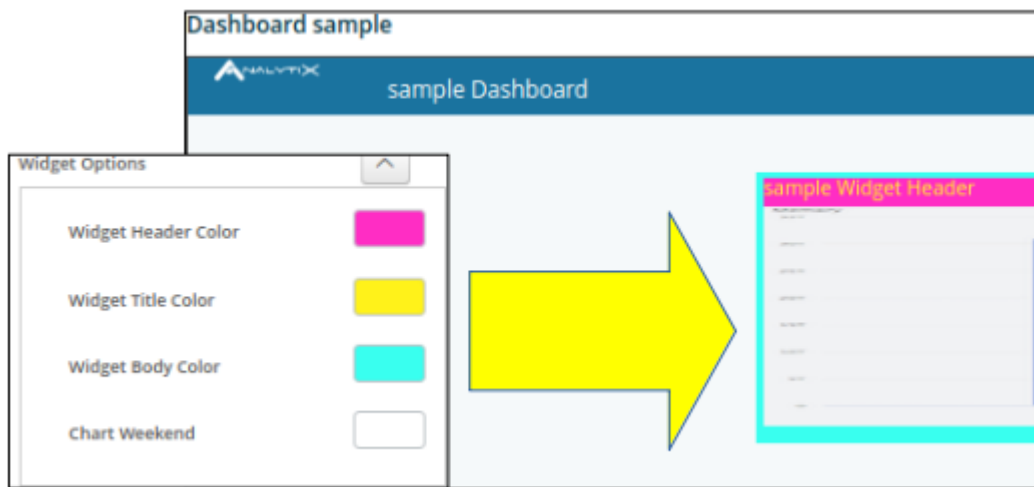 Dashboard sample
ANALYTIX
sample Dashboard
Widget Options
Widget Header Color
Widget Title Color
Widget Body Color
Chart Weekend
sample Widget Header